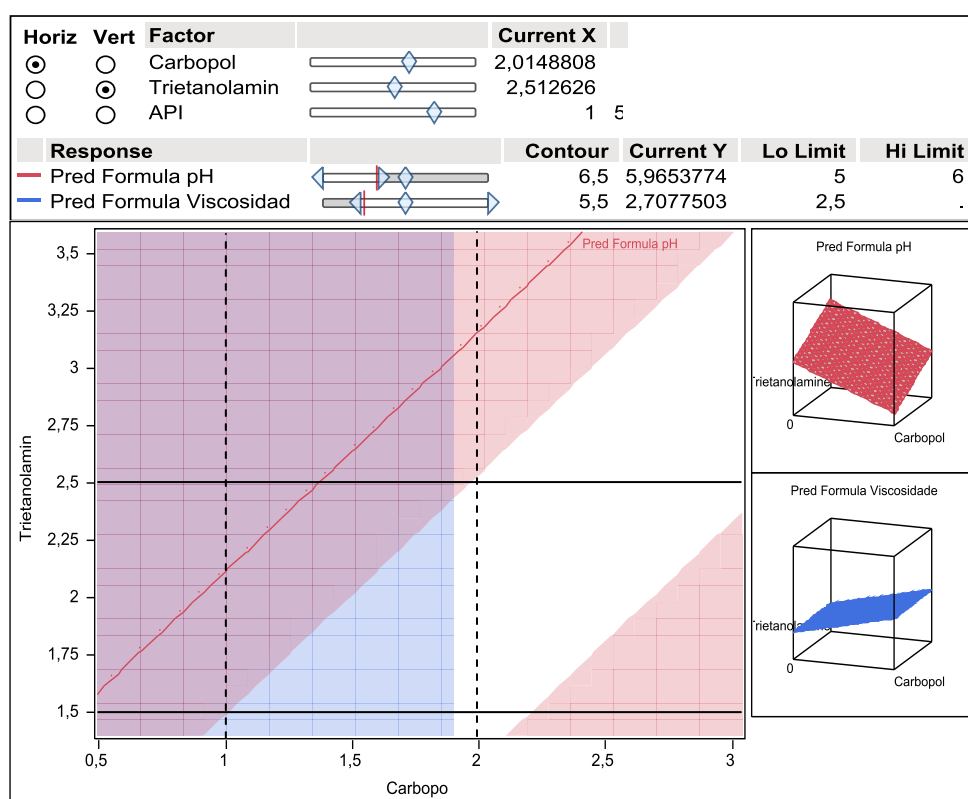 Horiz Vert Factor Current X
Carbopol 2,0148808
Trietanolamin 2,512626
API 1 5
Response Contour Current Y Lo Limit Hi Limit
Pred Formula pH 6,5 5,9653774 5 6
Pred Formula Viscosidad 5,5 2,7077503 2,5 .
Pred Formula pH
3,5
3,25
3
2,75
2,5
2,25
2
1,75
1,5
Trietanolamin
0,5 1 1,5 2 2,5 3
Carbopo
Pred Formula pH
rietanolamine
0
Carbopol
Pred Formula Viscosidade
0
Carbopol